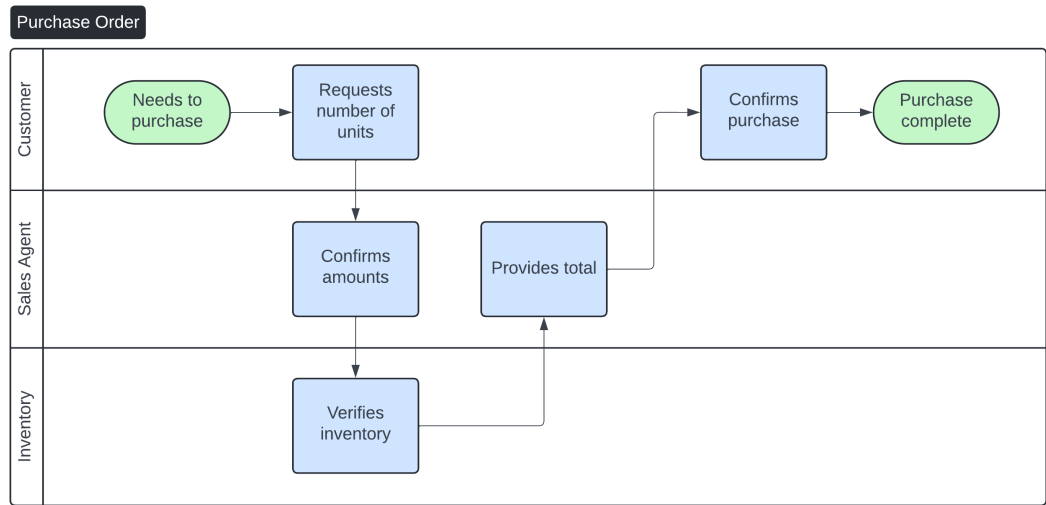 Purchase Order
Customer
Needs to
purchase
Requests
number of
units
Confirms
purchase
Purchase
complete
Sales Agent
Confirms
amounts
Provides total
Inventory
Verifies
inventory